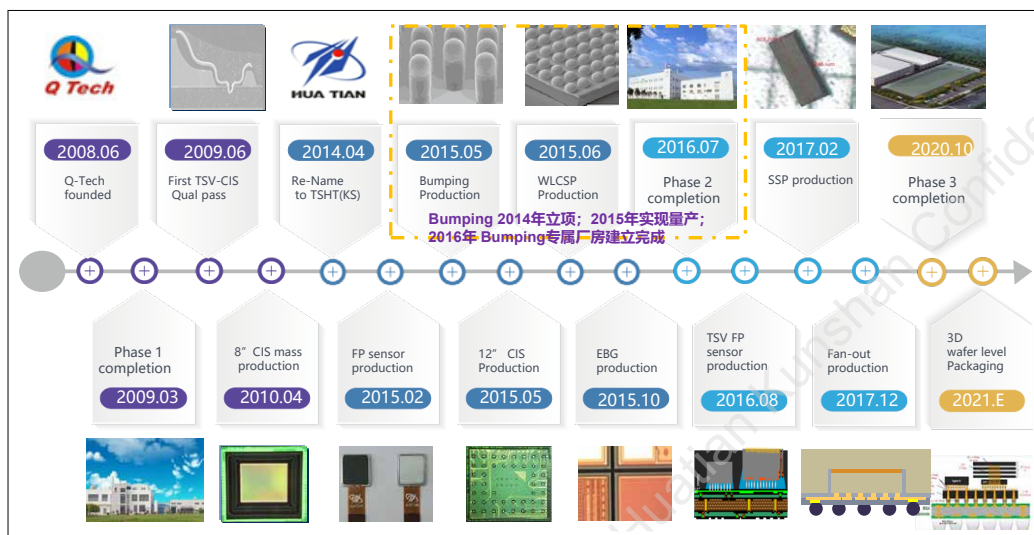 Q Tech
HUA TIAN
2008.06
Q-Tech
founded
2009.06
First TSV-CIS
Qual pass
2014.04
Re-Name
to TSHT(KS)
2015.05
Bumping
Production
2015.06
WLCSP
Production
2016.07
Phase 2
completion
2017.02
SSP production
2020.10
Phase 3
completion
Bumping 2014年立项；2015年实现量产；
2016年 Bumping专属厂房建立完成
Phase 1
completion
2009.03
8” CIS mass
production
2010.04
FP sensor
production
2015.02
12” CIS
Production
2015.05
EBG
production
2015.10
TSV FP
sensor
production
2016.08
Fan-out
production
2017.12
3D
wafer level
Packaging
2021.E
Huatian Kunshan Confide